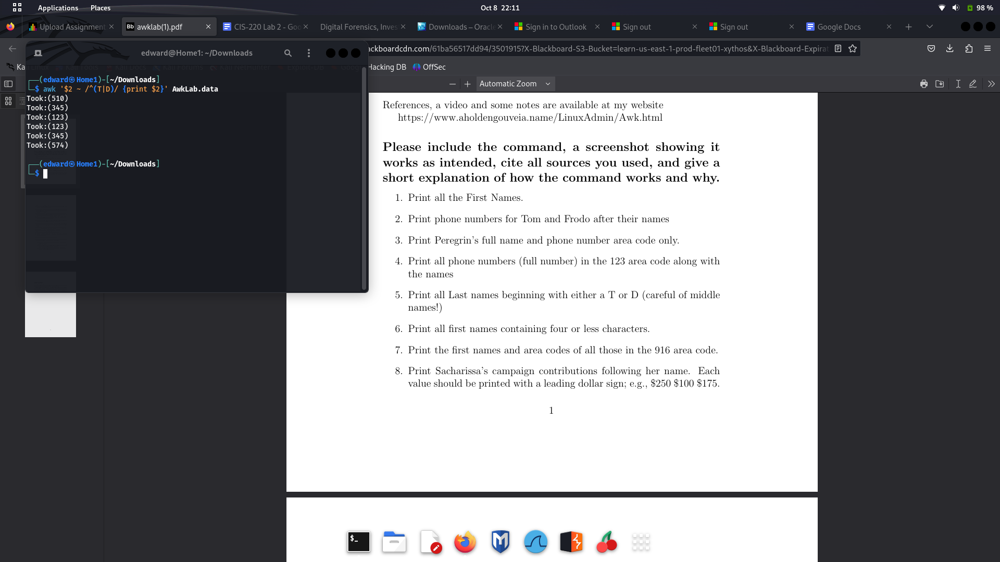 Applications Places
Oct 8 22:11
98 %
Upload Assignment
Bb awklab(1).pdf
CIS-220 Lab 2 - Goo
Digital Forensics, Inves
Downloads – Oracle
Sign in to Outlook
Sign out
Sign out
Google Docs
edward@Home1: ~/Downloads
ackboardcdn.com/61ba56517dd94/3501915?X-Blackboard-S3-Bucket=learn-us-east-1-prod-fleet01-xythos&X-Blackboard-Expirat
Hacking DB
OffSec
Automatic Zoom
(edward㉿Home1)-[~/Downloads]
$ awk '$2 ~ /^(T|D)/ {print $2}' AwkLab.data
Took:(510)
Took:(345)
Took:(123)
Took:(123)
Took:(345)
Took:(574)
(edward㉿Home1)-[~/Downloads]
$
References, a video and some notes are available at my website
https://www.aholdengouveia.name/LinuxAdmin/Awk.html
Please include the command, a screenshot showing it
works as intended, cite all sources you used, and give a
short explanation of how the command works and why.
1. Print all the First Names.
2. Print phone numbers for Tom and Frodo after their names
3. Print Peregrin's full name and phone number area code only.
4. Print all phone numbers (full number) in the 123 area code along with
the names
5. Print all Last names beginning with either a T or D (careful of middle
names!)
6. Print all first names containing four or less characters.
7. Print the first names and area codes of all those in the 916 area code.
8. Print Sacharissa's campaign contributions following her name. Each
value should be printed with a leading dollar sign; e.g., $250 $100 $175.
1
$_